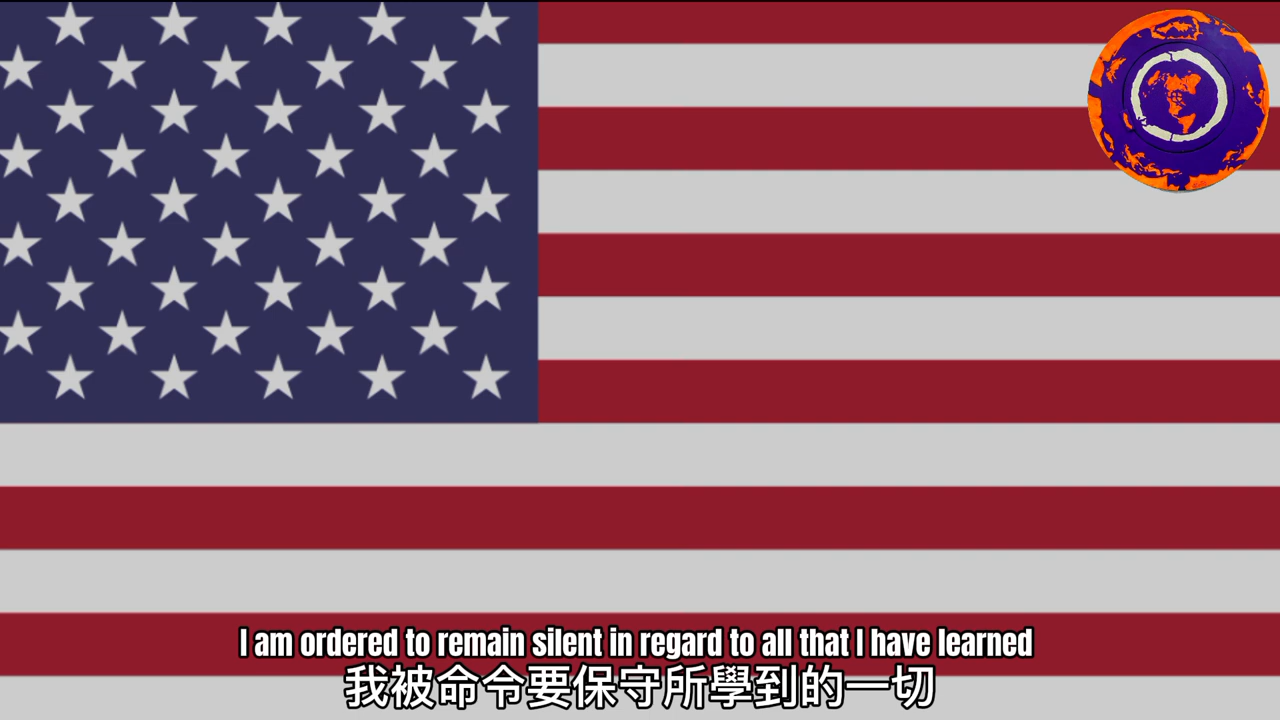 I am ordered to remain silent in regard to all that I have learned
我被命令要保守所學到的一切